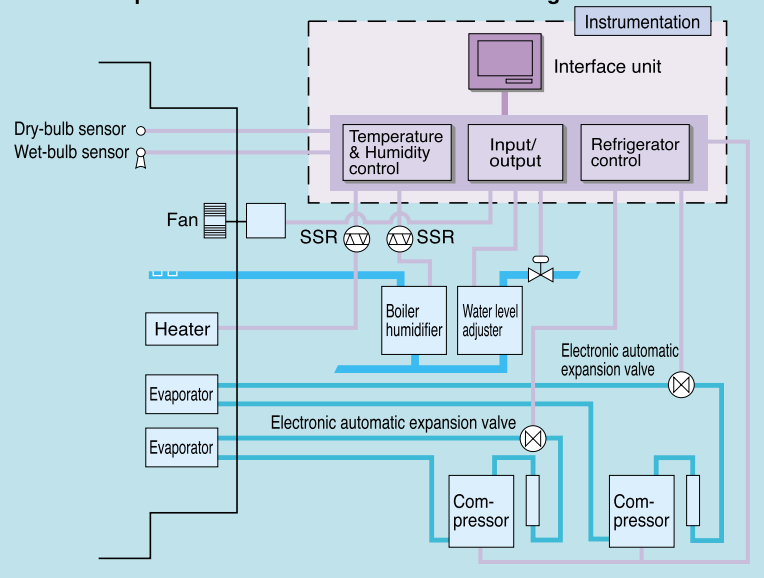 Instrumentation
Interface unit
Dry-bulb sensor
Wet-bulb sensor
Temperature
& Humidity
control
Input/
output
Refrigerator
control
Fan
SSR
SSR
Boiler
humidifier
Water level
adjuster
Heater
Electronic automatic
expansion valve
Evaporator
Electronic automatic expansion valve
Evaporator
Com-
pressor
Com-
pressor